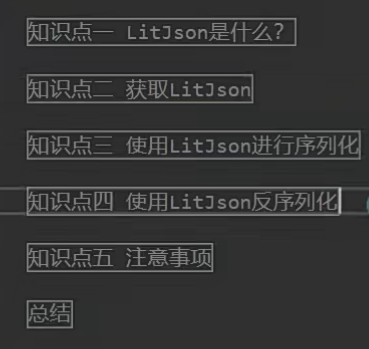 知识点一 LitJson是什么?
知识点二 获取LitJson
知识点三 使用LitJson进行序列化
知识点四 使用LitJson反序列化
知识点五 注意事项
总结